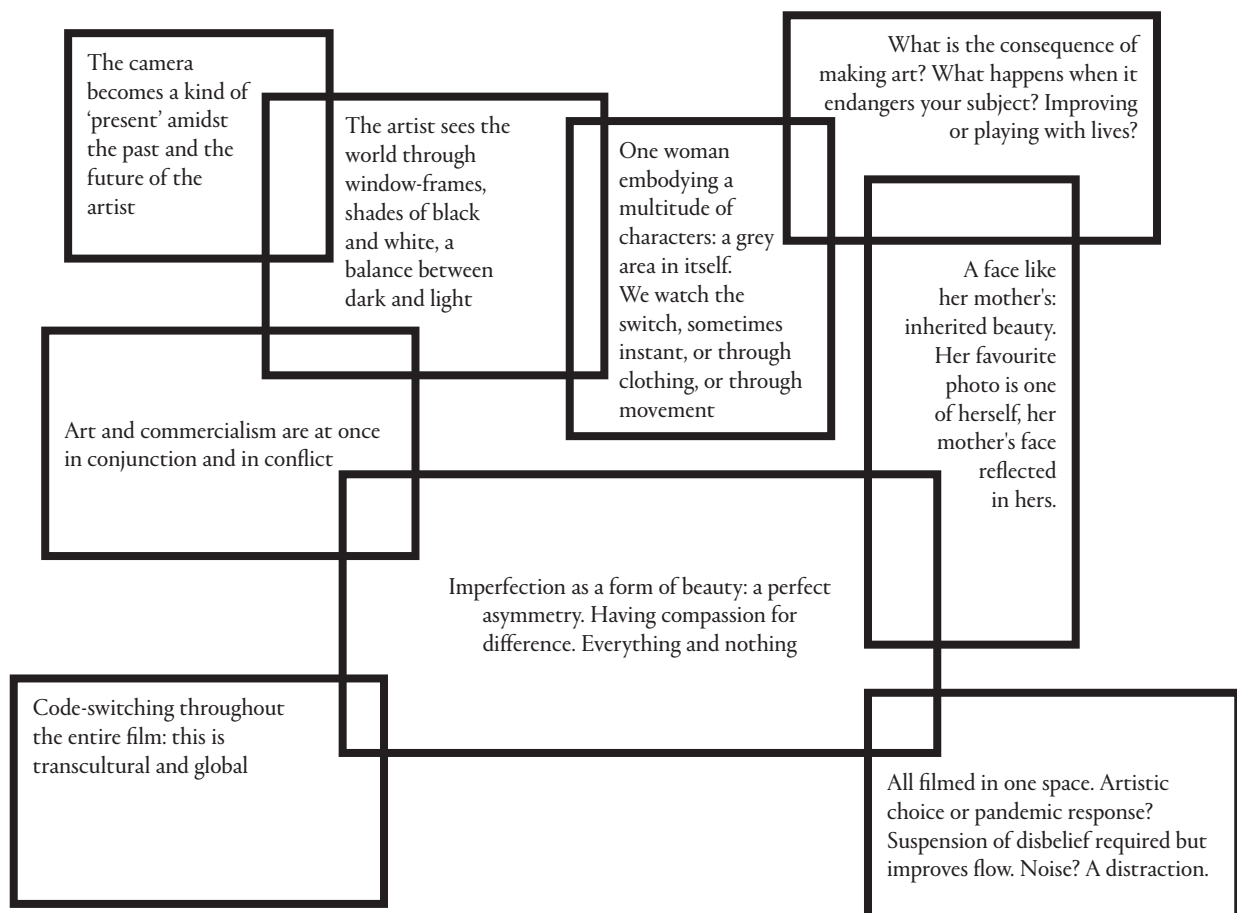 The camera
becomes a kind of
‘present’ amidst
the past and the
future of the
artist
The artist sees the
world through
window-frames,
shades of black
and white, a
balance between
dark and light
One woman
embodying a
multitude of
characters: a grey
area in itself.
We watch the
switch, sometimes
instant, or through
clothing, or through
movement
What is the consequence of
making art? What happens when it
endangers your subject? Improving
or playing with lives?
A face like
her mother's:
inherited beauty.
Her favourite
photo is one
of herself, her
mother's face
reflected
in hers.
Art and commercialism are at once
in conjunction and in conflict
Imperfection as a form of beauty: a perfect
asymmetry. Having compassion for
difference. Everything and nothing
Code-switching throughout
the entire film: this is
transcultural and global
All filmed in one space. Artistic
choice or pandemic response?
Suspension of disbelief required but
improves flow. Noise? A distraction.